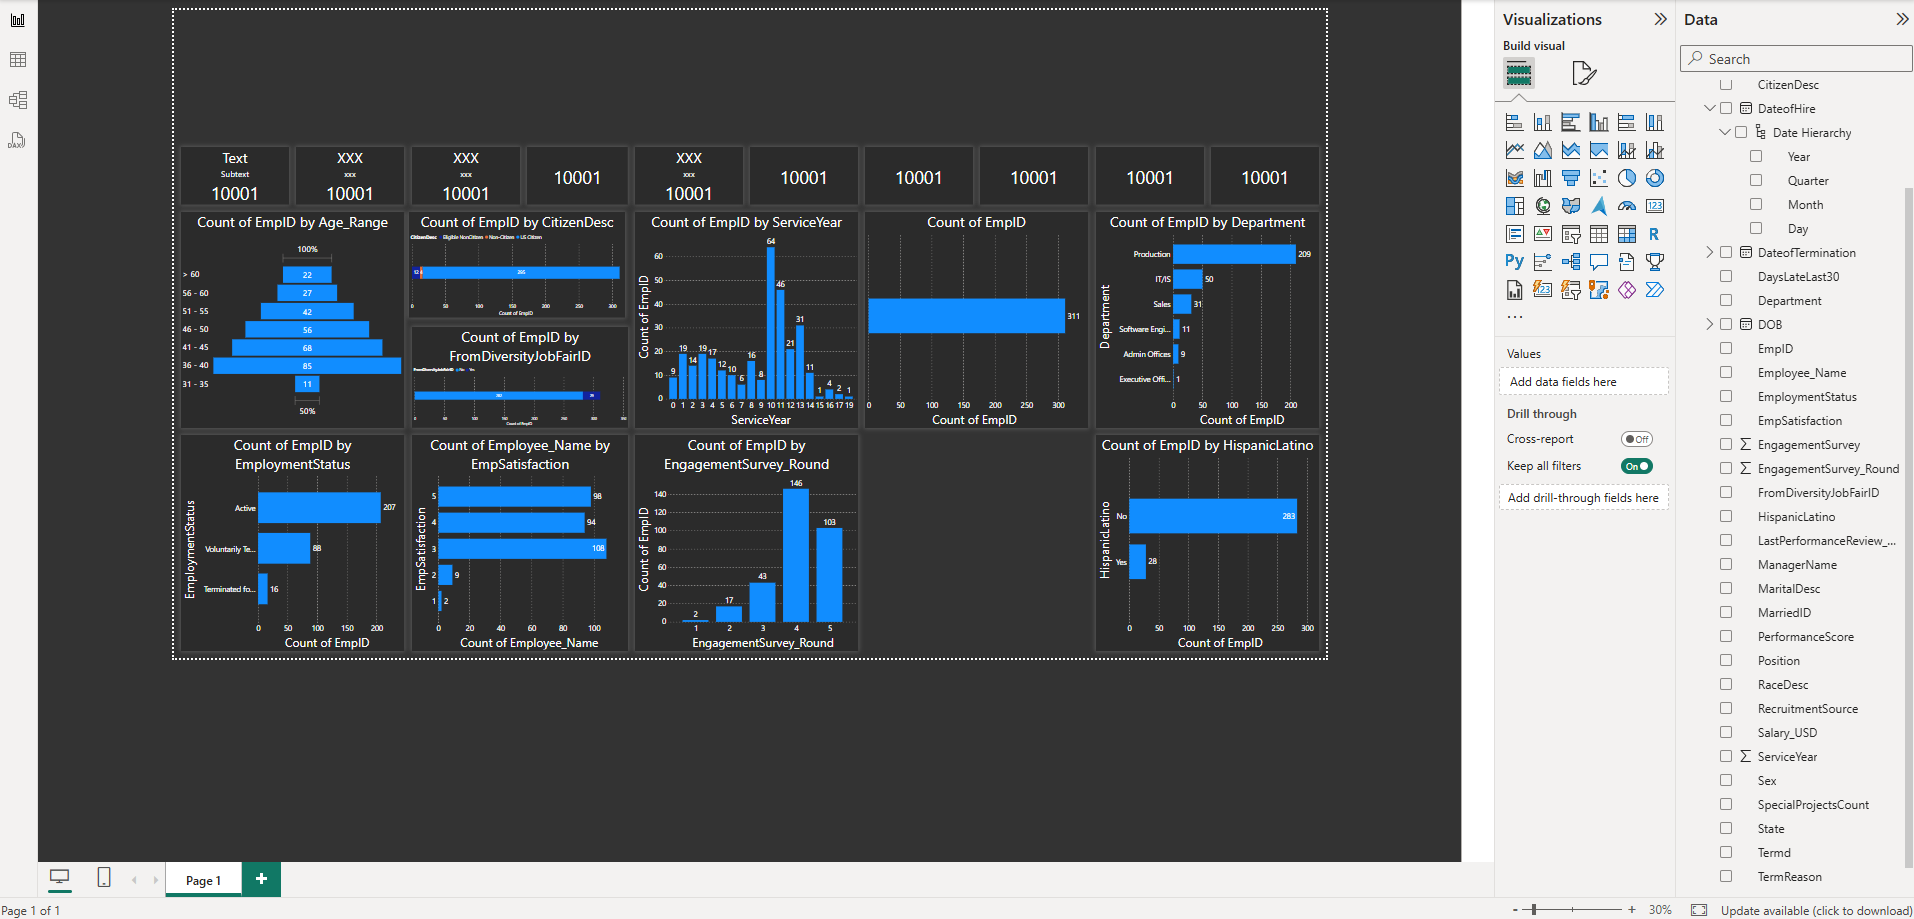 Visualizations
Data
Build visual
Search
CitizenDesc
DateofHire
Date Hierarchy
Year
Quarter
Month
Day
DateofTermination
DaysLateLast30
Department
DOB
EmpID
Employee_Name
EmploymentStatus
EmpSatisfaction
EngagementSurvey
EngagementSurvey_Round
FromDiversityJobFairID
HispanicLatino
LastPerformanceReview_...
ManagerName
MaritalDesc
MarriedID
PerformanceScore
Position
RaceDesc
RecruitmentSource
Salary_USD
ServiceYear
Sex
SpecialProjectsCount
State
Termd
TermReason
Values
Add data fields here
Drill through
Cross-report
Off
Keep all filters
On
Add drill-through fields here
DAX
123
R
Py
...
Text
Subtext
10001
XXX
xxx
10001
XXX
xxx
10001
10001
XXX
xxx
10001
10001
10001
10001
10001
10001
Count of EmpID by Age_Range
100%
> 60 22
56 - 60 27
51 - 55 42
46 - 50 56
41 - 45 68
36 - 40 85
31 - 35 11
50%
Count of EmpID by CitizenDesc
CitizenDesc Eligible NonCitizen Non-Citizen US Citizen
12 4 295
0 50 100 150 200 250 300
Count of EmpID
Count of EmpID by
FromDiversityJobFairID
FromDiversityJobFairID No Yes
282 29
0 50 100 150 200 250 300 350
Count of EmpID
Count of EmpID by ServiceYear
Count of EmpID
60
50
40
30
20
10
0
9 19 14 19 17 12 10 6 16 8 64 46 21 31 11 1 4 2 1
0 1 2 3 4 5 6 7 8 9 10 11 12 13 14 15 16 17 19
ServiceYear
Count of EmpID
311
0 50 100 150 200 250 300
Count of EmpID
Count of EmpID by Department
Department
Production 209
IT/IS 50
Sales 31
Software Engi... 11
Admin Offices 9
Executive Offi... 1
0 50 100 150 200
Count of EmpID
Count of EmpID by
EmploymentStatus
EmploymentStatus
Active 207
Voluntarily Te... 88
Terminated fo... 16
0 50 100 150 200
Count of EmpID
Count of Employee_Name by
EmpSatisfaction
EmpSatisfaction
5 98
4 94
3 108
2 9
1 2
0 20 40 60 80 100
Count of Employee_Name
Count of EmpID by
EngagementSurvey_Round
Count of EmpID
140
120
100
80
60
40
20
0
2 17 43 146 103
1 2 3 4 5
EngagementSurvey_Round
Count of EmpID by HispanicLatino
HispanicLatino
No 283
Yes 28
0 50 100 150 200 250 300
Count of EmpID
Page 1
+
Page 1 of 1
- + 30%
Update available (click to download)